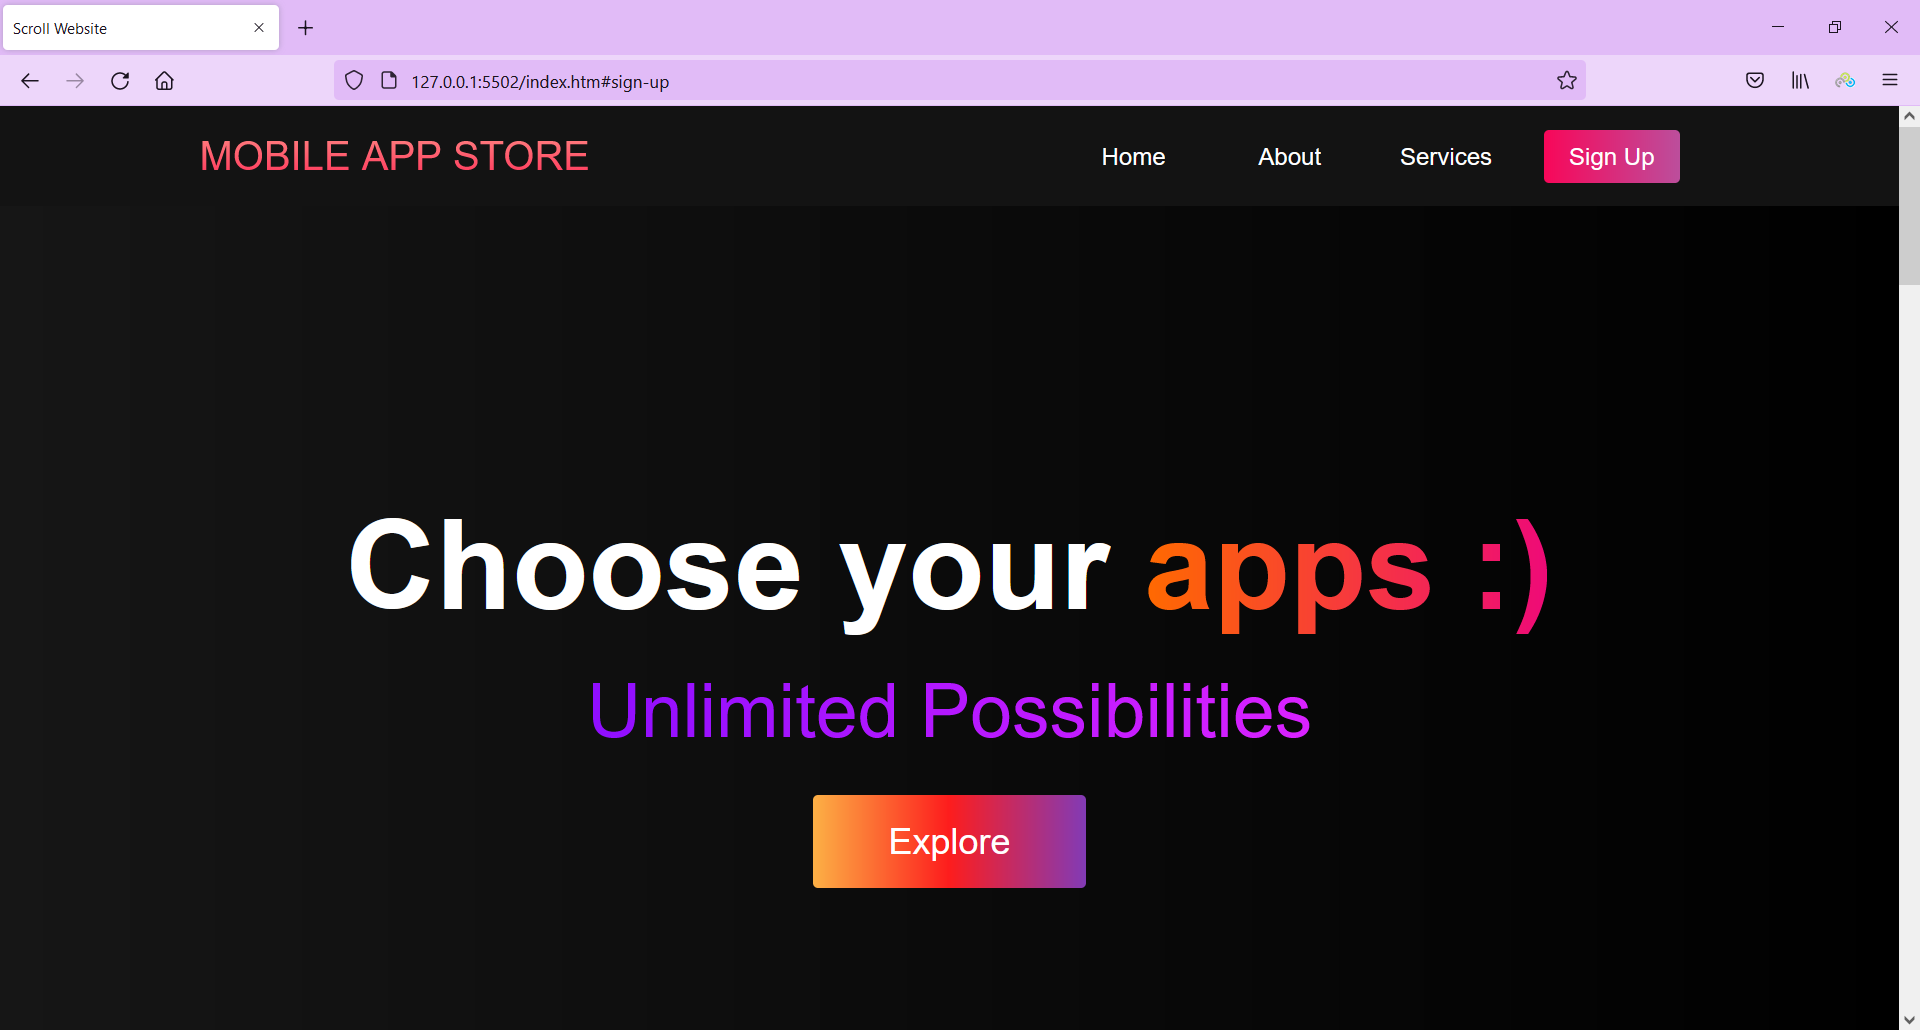 Scroll Website
127.0.0.1:5502/index.htm#sign-up
MOBILE APP STORE Home About Services Sign Up
Choose your apps :)
Unlimited Possibilities
Explore